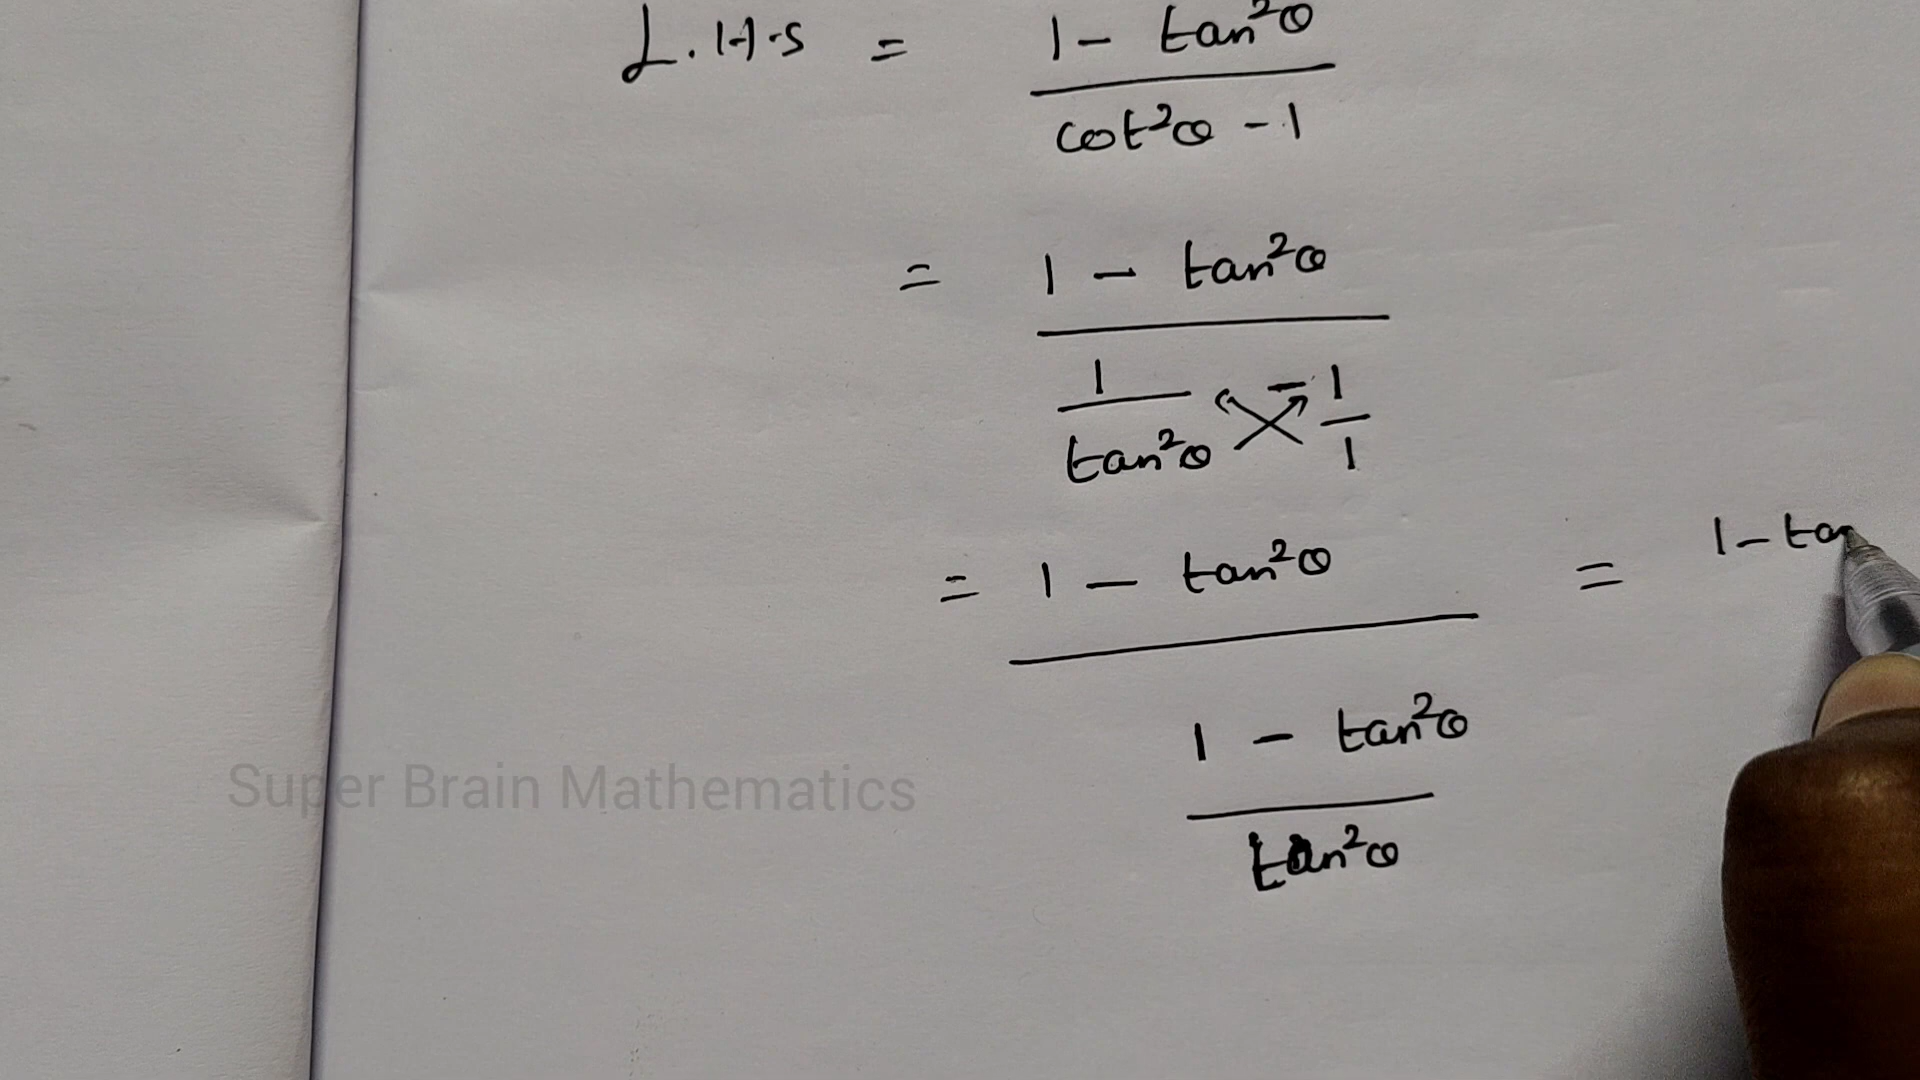 L.H.S = 1 - tan²θ
cot²θ - 1
= 1 - tan²θ
1 - 1
tan²θ 1
= 1 - tan²θ = 1 - tan
1 - tan²θ
tan²θ
Super Brain Mathematics